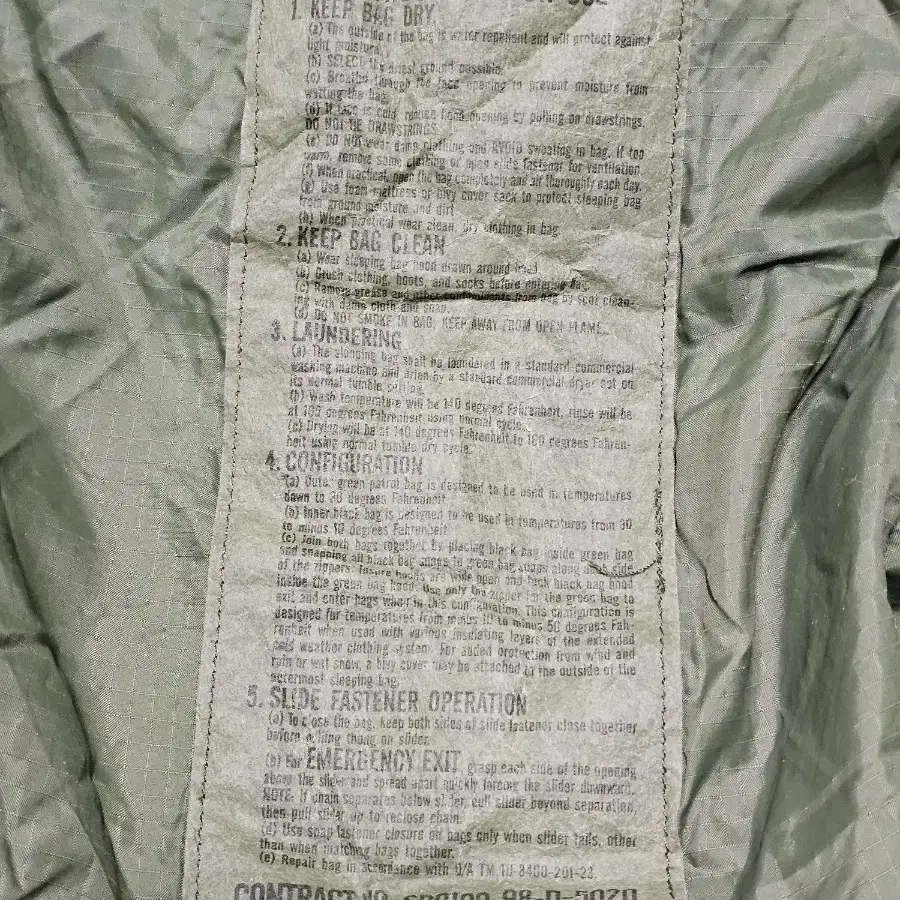 1. KEEP BAG DRY
(a) The outside of the bag is water repellent and will protect against
light moisture.
(b) SELECT the driest ground possible.
(c) Breathe through the face opening to prevent moisture from
wetting the bag.
(d) If face is cold, reduce hood opening by pulling on drawstrings.
DO NOT TIE DRAWSTRINGS.
(e) DO NOT wear damp clothing and AVOID sweating in bag. If too
warm, remove some clothing or open slide fastener for ventilation.
(f) When practical, open the bag completely and air thoroughly each day.
(g) Use foam mattress or bivy cover sack to protect sleeping bag
from ground moisture and dirt.
(h) When practical wear clean, dry clothing in bag.
2. KEEP BAG CLEAN
(a) Wear sleeping bag hood drawn around head.
(b) Brush clothing, boots, and socks before entering bag.
(c) Remove grease and other from bag by spot clean-
ing with damp cloth and soap.
(d) DO NOT SMOKE IN BAG. KEEP AWAY FROM OPEN FLAME.
3. LAUNDERING
(a) The sleeping bag shall be laundered in a standard commercial
washing machine and dried by a standard commercial dryer set on
its normal tumble setting.
(b) Wash temperature will be 140 degrees Fahrenheit, rinse will be
at 100 degrees Fahrenheit using normal cycle.
(c) Drying will be at 140 degrees Fahrenheit to 160 degrees Fahren-
heit using normal tumble dry cycle.
4. CONFIGURATION
(a) Outer green patrol bag is designed to be used in temperatures
down to 30 degrees Fahrenheit.
(b) Inner black bag is designed to be used in temperatures from 30
to minus 10 degrees Fahrenheit.
(c) Join both bags together by placing black bag inside green bag
and snapping all black bag snaps to green bag snaps along each side
of the zippers. Insure hoods are wide open and tuck black bag hood
inside the green bag hood. Use only the zipper for the green bag to
exit and enter bags when in this configuration. This configuration is
designed for temperatures from minus 10 to minus 50 degrees Fah-
renheit when used with various insulating layers of the extended
cold weather clothing system. For added protection from wind and
rain or wet snow, a bivy cover may be attached to the outside of the
outermost sleeping bag.
5. SLIDE FASTENER OPERATION
(a) To close the bag, keep both sides of slide fastener close together
before pulling thong on slider.
(b) For EMERGENCY EXIT, grasp each side of the opening
above the slider and spread apart quickly forcing the slider downward.
NOTE: If chain separates below slider, pull slider beyond separation,
then pull slider up to reclose chain.
(d) Use snap fastener closure on bags only when slider fails, other
than when matching bags together.
(e) Repair bag in accordance with D/A TM 10-8400-201-23.
CONTRACT NO.